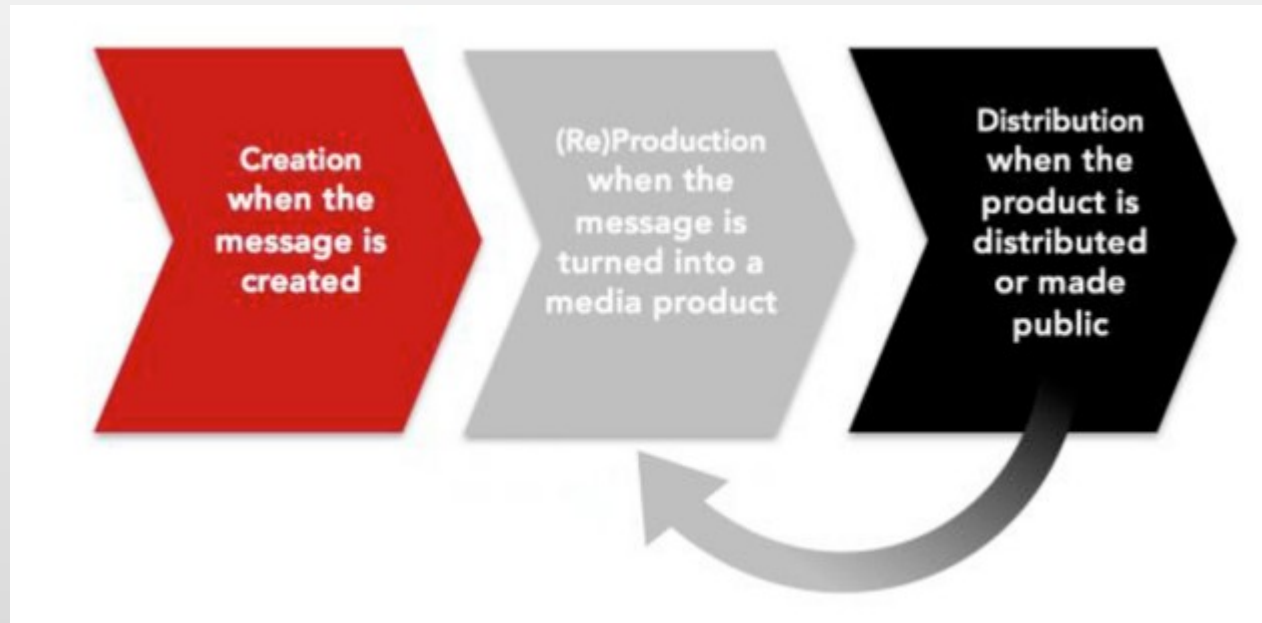 Creation
when the
message is
created
(Re)Production
when the
message is
turned into a
media product
Distribution
when the
product is
distributed
or made
public